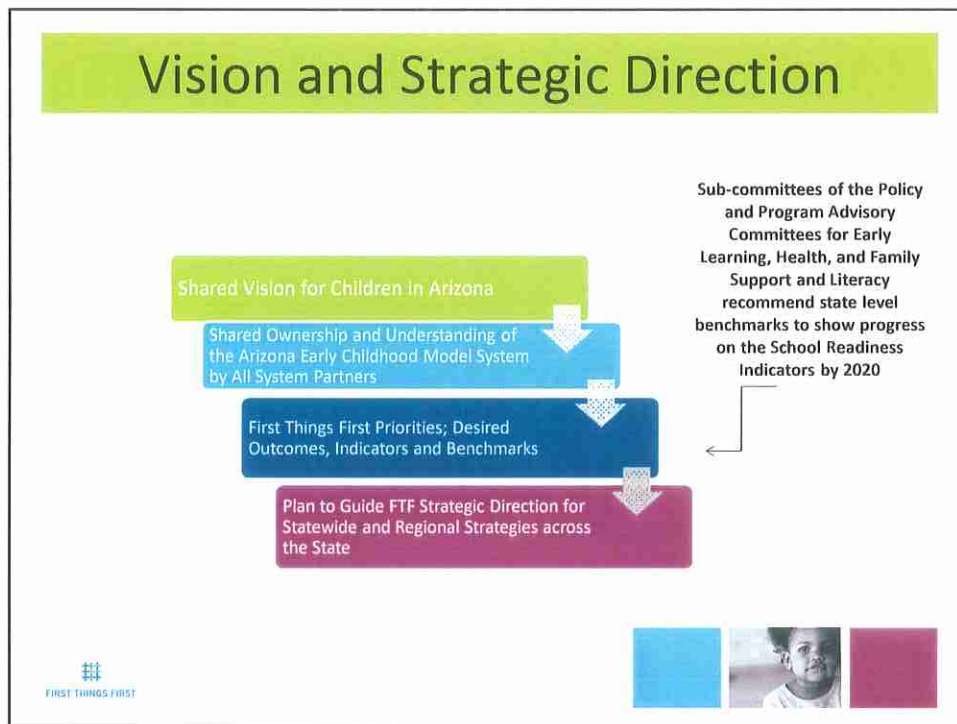 Vision and Strategic Direction
Sub-committees of the Policy
and Program Advisory
Committees for Early
Learning, Health, and Family
Support and Literacy
recommend state level
benchmarks to show progress
on the School Readiness
Indicators by 2020
Shared Vision for Children in Arizona
Shared Ownership and Understanding of
the Arizona Early Childhood Model System
by All System Partners
First Things First Priorities; Desired
Outcomes, Indicators and Benchmarks
Plan to Guide FTF Strategic Direction for
Statewide and Regional Strategies across
the State
FIRST THINGS FIRST